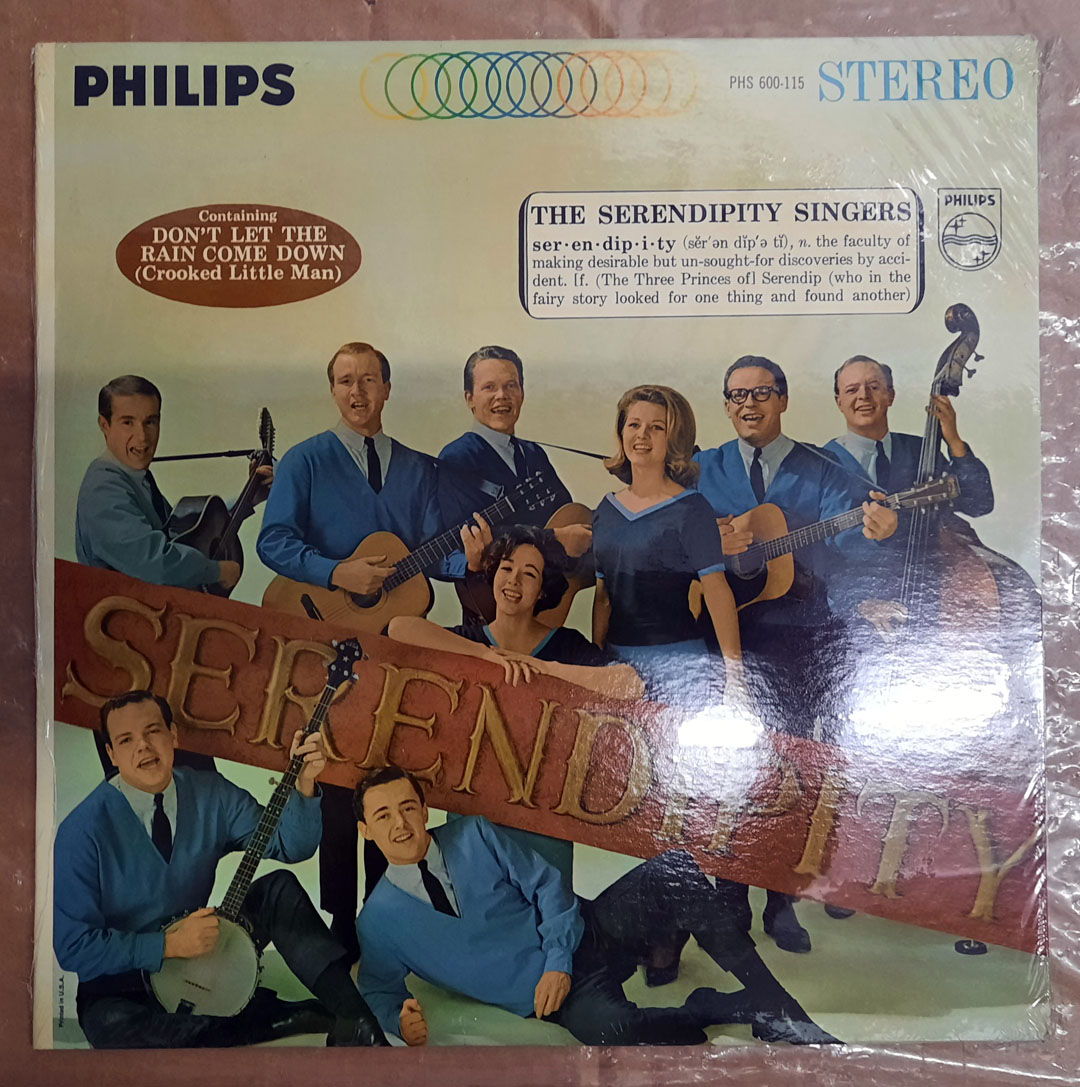 PHILIPS
PHS 600-115 STEREO
Containing
DON'T LET THE
RAIN COME DOWN
(Crooked Little Man)
THE SERENDIPITY SINGERS
ser·en·dip·i·ty (sĕr′ən dĭp′ə tĭ), n. the faculty of
making desirable but un-sought-for discoveries by acci-
dent. [f. (The Three Princes of] Serendip (who in the
fairy story looked for one thing and found another)
PHILIPS
SERENDIPITY
Printed in U.S.A.